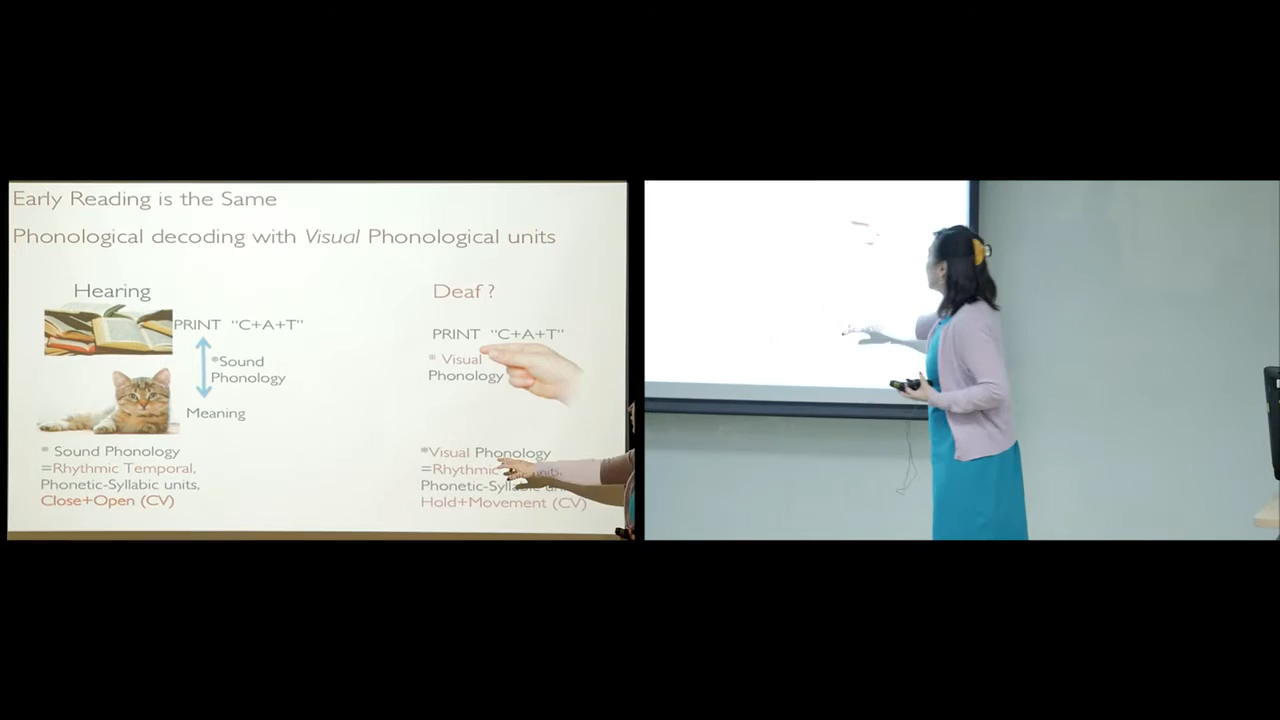 Early Reading is the Same
Phonological decoding with Visual Phonological units
Hearing
PRINT "C+A+T"
*Sound
Phonology
Meaning
* Sound Phonology
=Rhythmic Temporal,
Phonetic-Syllabic units,
Close+Open (CV)
Deaf ?
PRINT "C+A+T"
* Visual
Phonology
*Visual Phonology
=Rhythmic
Phonetic-Syllabic
Hold+Movement (CV)